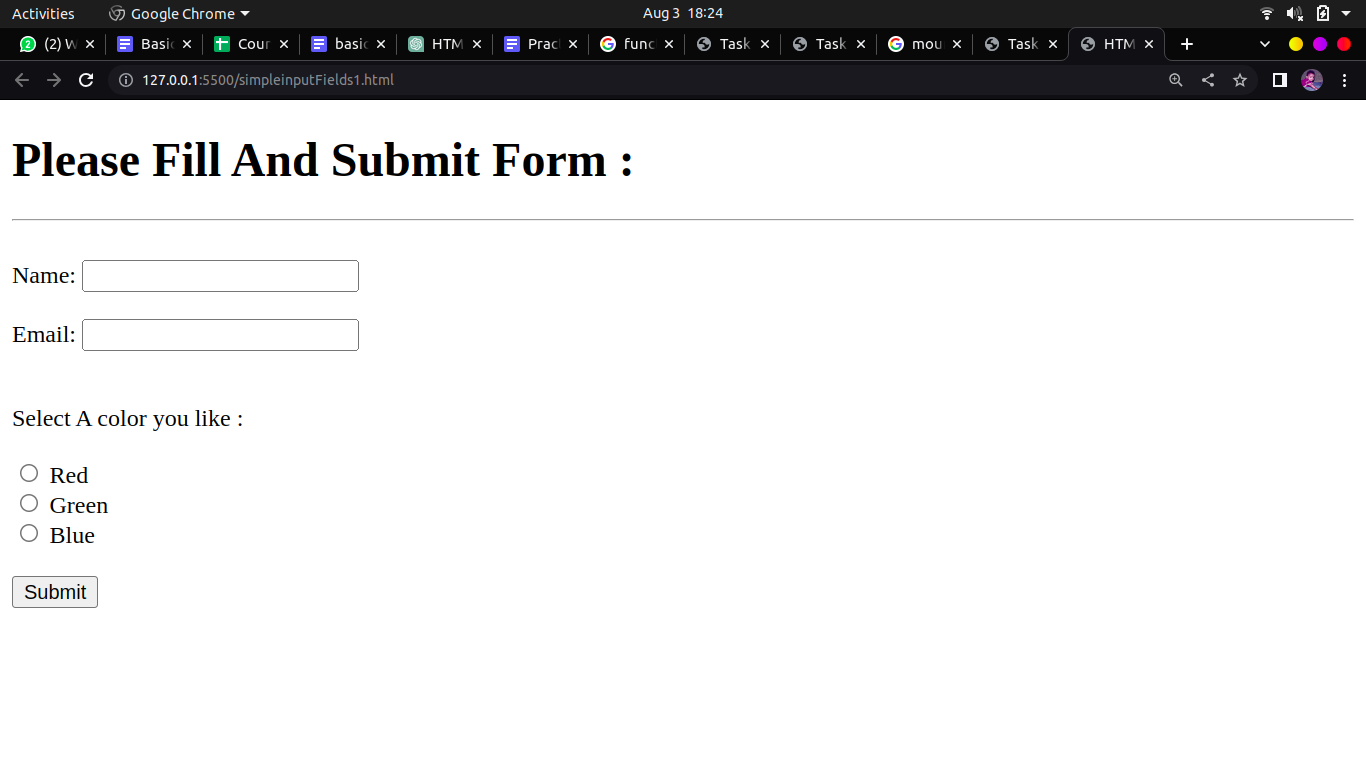 Activities Google Chrome Aug 3 18:24
(2) W Basic Cour basic HTM Prac func Task Task mou Task HTM
127.0.0.1:5500/simpleinputFields1.html
Please Fill And Submit Form :
Name:
Email:
Select A color you like :
Red
Green
Blue
Submit